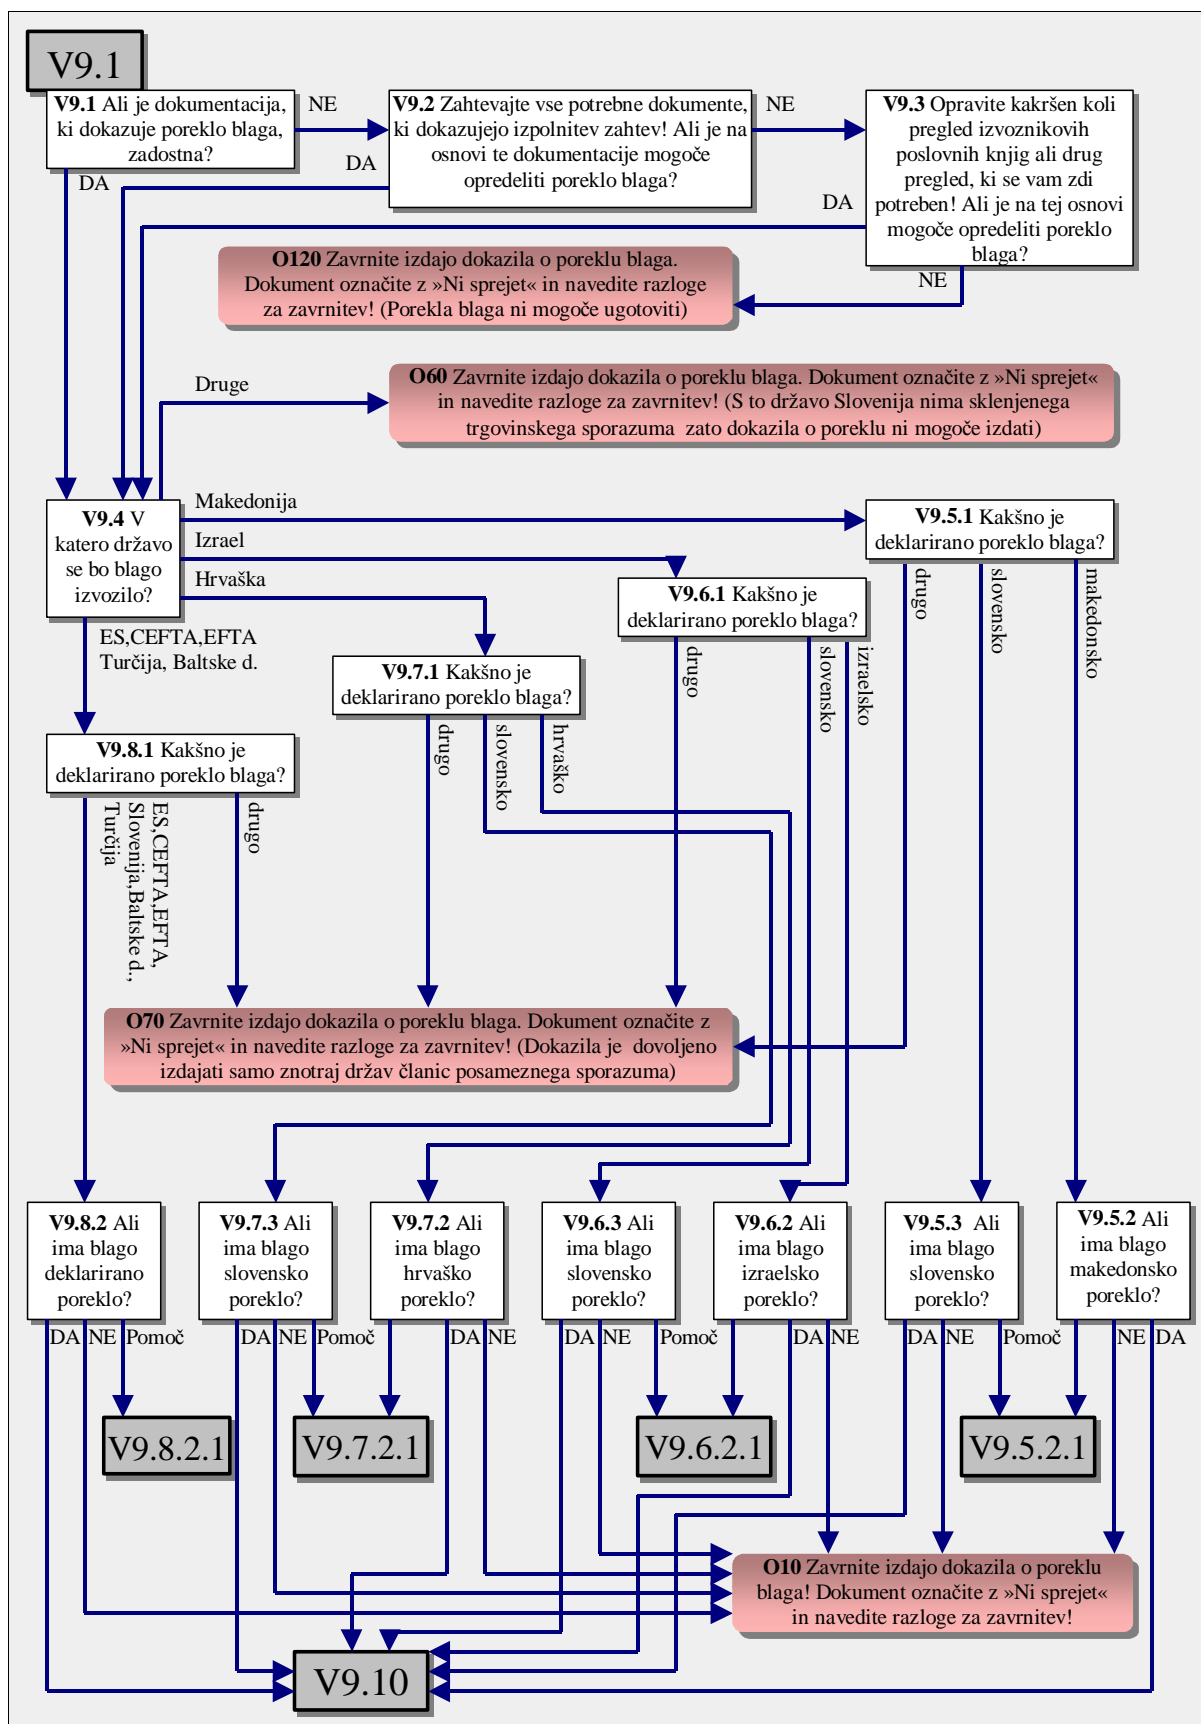 V9.1
V9.1 Ali je dokumentacija,
ki dokazuje poreklo blaga,
zadostna?
NE
DA
V9.2 Zahtevajte vse potrebne dokumente,
ki dokazujejo izpolnitev zahtev! Ali je na
osnovi te dokumentacije mogoče
opredeliti poreklo blaga?
NE
DA
V9.3 Opravite kakršen koli
pregled izvoznikovih
poslovnih knjig ali drug
pregled, ki se vam zdi
potreben! Ali je na tej osnovi
mogoče opredeliti poreklo
blaga?
DA
NE
O120 Zavrnite izdajo dokazila o poreklu blaga.
Dokument označite z »Ni sprejet« in navedite razloge
za zavrnitev! (Porekla blaga ni mogoče ugotoviti)
Druge
O60 Zavrnite izdajo dokazila o poreklu blaga. Dokument označite z »Ni sprejet«
in navedite razloge za zavrnitev! (S to državo Slovenija nima sklenjenega
trgovinskega sporazuma zato dokazila o poreklu ni mogoče izdati)
V9.4 V
katero državo
se bo blago
izvozilo?
Makedonija
Izrael
Hrvaška
ES,CEFTA,EFTA
Turčija, Baltske d.
V9.5.1 Kakšno je
deklarirano poreklo blaga?
drugo
slovensko
makedonsko
V9.6.1 Kakšno je
deklarirano poreklo blaga?
drugo
slovensko
izraelsko
V9.7.1 Kakšno je
deklarirano poreklo blaga?
drugo
slovensko
hrvaško
V9.8.1 Kakšno je
deklarirano poreklo blaga?
ES,CEFTA,EFTA,
Slovenija,Baltske d.,
Turčija
drugo
O70 Zavrnite izdajo dokazila o poreklu blaga. Dokument označite z
»Ni sprejet« in navedite razloge za zavrnitev! (Dokazila je dovoljeno
izdajati samo znotraj držav članic posameznega sporazuma)
V9.8.2 Ali
ima blago
deklarirano
poreklo?
V9.7.3 Ali
ima blago
slovensko
poreklo?
V9.7.2 Ali
ima blago
hrvaško
poreklo?
V9.6.3 Ali
ima blago
slovensko
poreklo?
V9.6.2 Ali
ima blago
izraelsko
poreklo?
V9.5.3 Ali
ima blago
slovensko
poreklo?
V9.5.2 Ali
ima blago
makedonsko
poreklo?
DA NE Pomoč
DA NE Pomoč
DA NE
DA NE Pomoč
DA NE
DA NE Pomoč
NE DA
V9.8.2.1
V9.7.2.1
V9.6.2.1
V9.5.2.1
O10 Zavrnite izdajo dokazila o poreklu
blaga! Dokument označite z »Ni sprejet«
in navedite razloge za zavrnitev!
V9.10